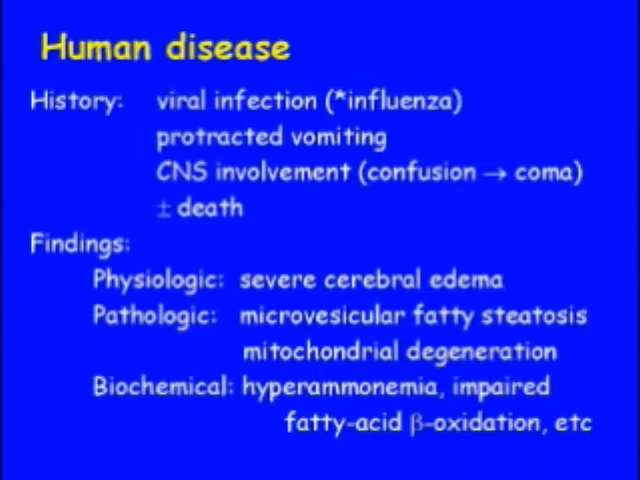 Human disease
History: viral infection (*influenza)
protracted vomiting
CNS involvement (confusion → coma)
± death
Findings:
Physiologic: severe cerebral edema
Pathologic: microvesicular fatty steatosis
mitochondrial degeneration
Biochemical: hyperammonemia, impaired
fatty-acid β-oxidation, etc